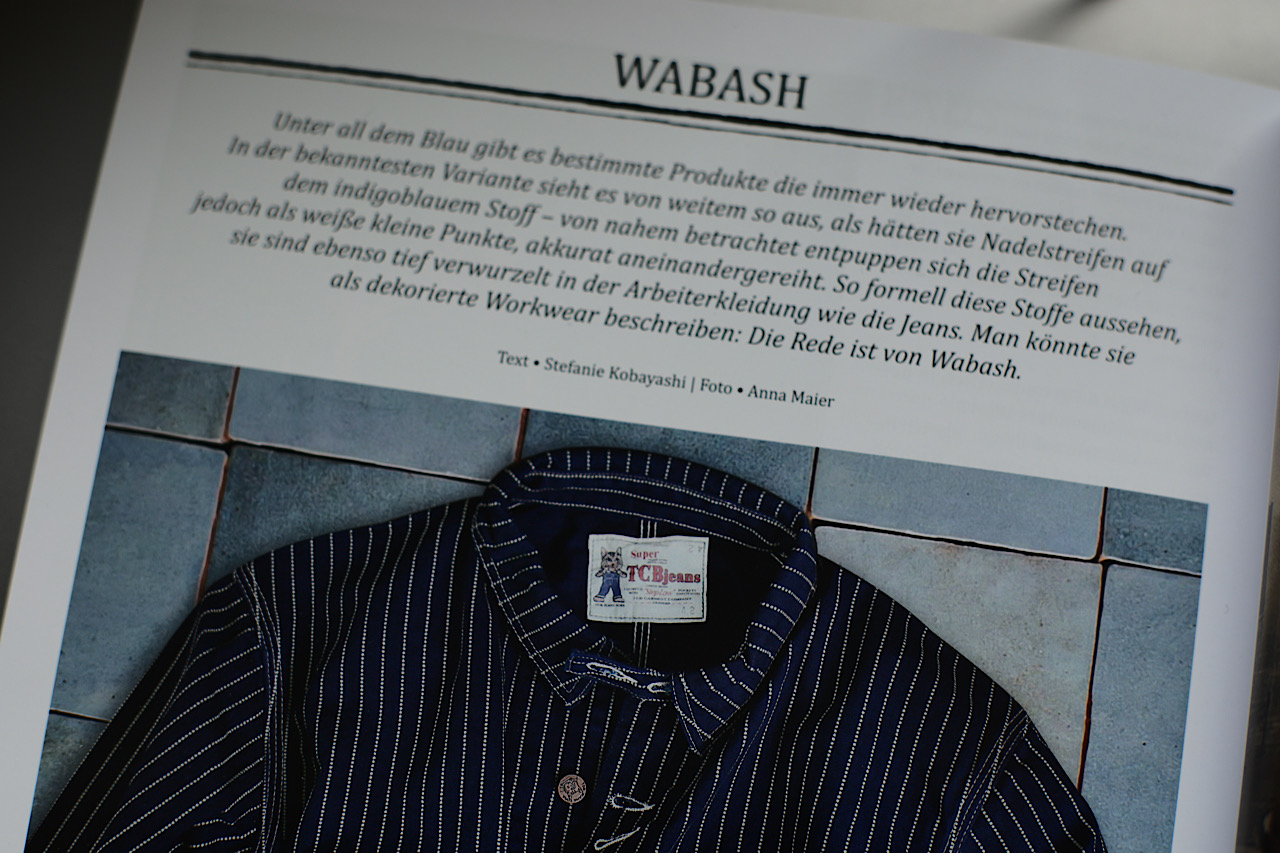 WABASH
Unter all dem Blau gibt es bestimmte Produkte die immer wieder hervorstechen.
In der bekanntesten Variante sieht es von weitem so aus, als hätten sie Nadelstreifen auf
dem indigoblauem Stoff – von nahem betrachtet entpuppen sich die Streifen
jedoch als weiße kleine Punkte, akkurat aneinandergereiht. So formell diese Stoffe aussehen,
sie sind ebenso tief verwurzelt in der Arbeiterkleidung wie die Jeans. Man könnte sie
als dekorierte Workwear beschreiben: Die Rede ist von Wabash.
Text • Stefanie Kobayashi | Foto • Anna Maier
Super
TCBjeans